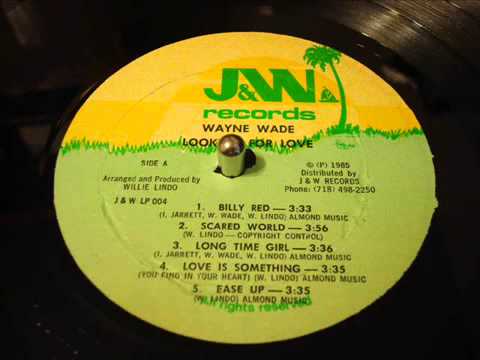 J&W
records
WAYNE WADE
LOOK FOR LOVE
SIDE A
Arranged and Produced by
WILLIE LINDO
J & W LP 004
© (P) 1985
Distributed by
J & W RECORDS
Phone: (718) 498-2250
1. BILLY RED — 3:33
(I. JARRETT, W. WADE, W. LINDO) ALMOND MUSIC
2. SCARED WORLD — 3:56
(W. LINDO — COPYRIGHT CONTROL)
3. LONG TIME GIRL — 3:36
(I. JARRETT, W. WADE, W. LINDO) ALMOND MUSIC
4. LOVE IS SOMETHING — 3:35
(YOU FIND IN YOUR HEART) (W. LINDO) ALMOND MUSIC
5. EASE UP — 3:35
(W. LINDO) ALMOND MUSIC)
All rights reserved